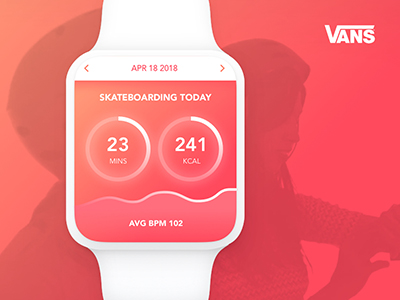 VANS
APR 18 2018
SKATEBOARDING TODAY
23
MINS
241
KCAL
AVG BPM 102